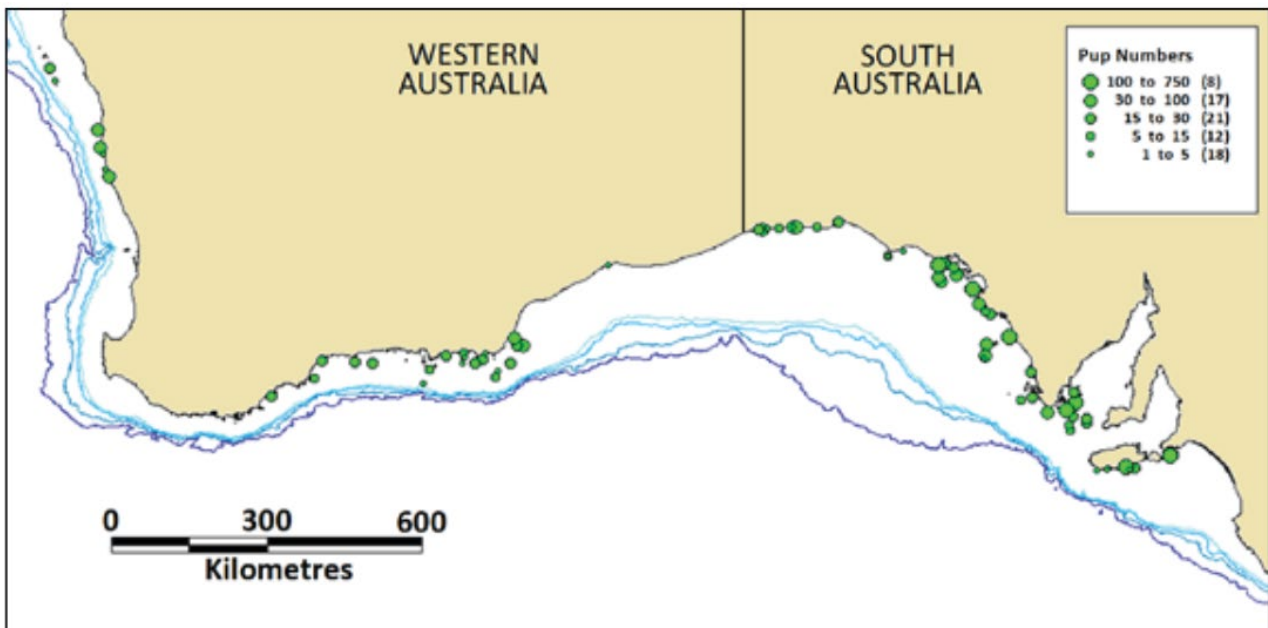 WESTERN
AUSTRALIA
SOUTH
AUSTRALIA
Pup Numbers
100 to 750 (8)
30 to 100 (17)
15 to 30 (21)
5 to 15 (12)
1 to 5 (18)
0 300 600
Kilometres